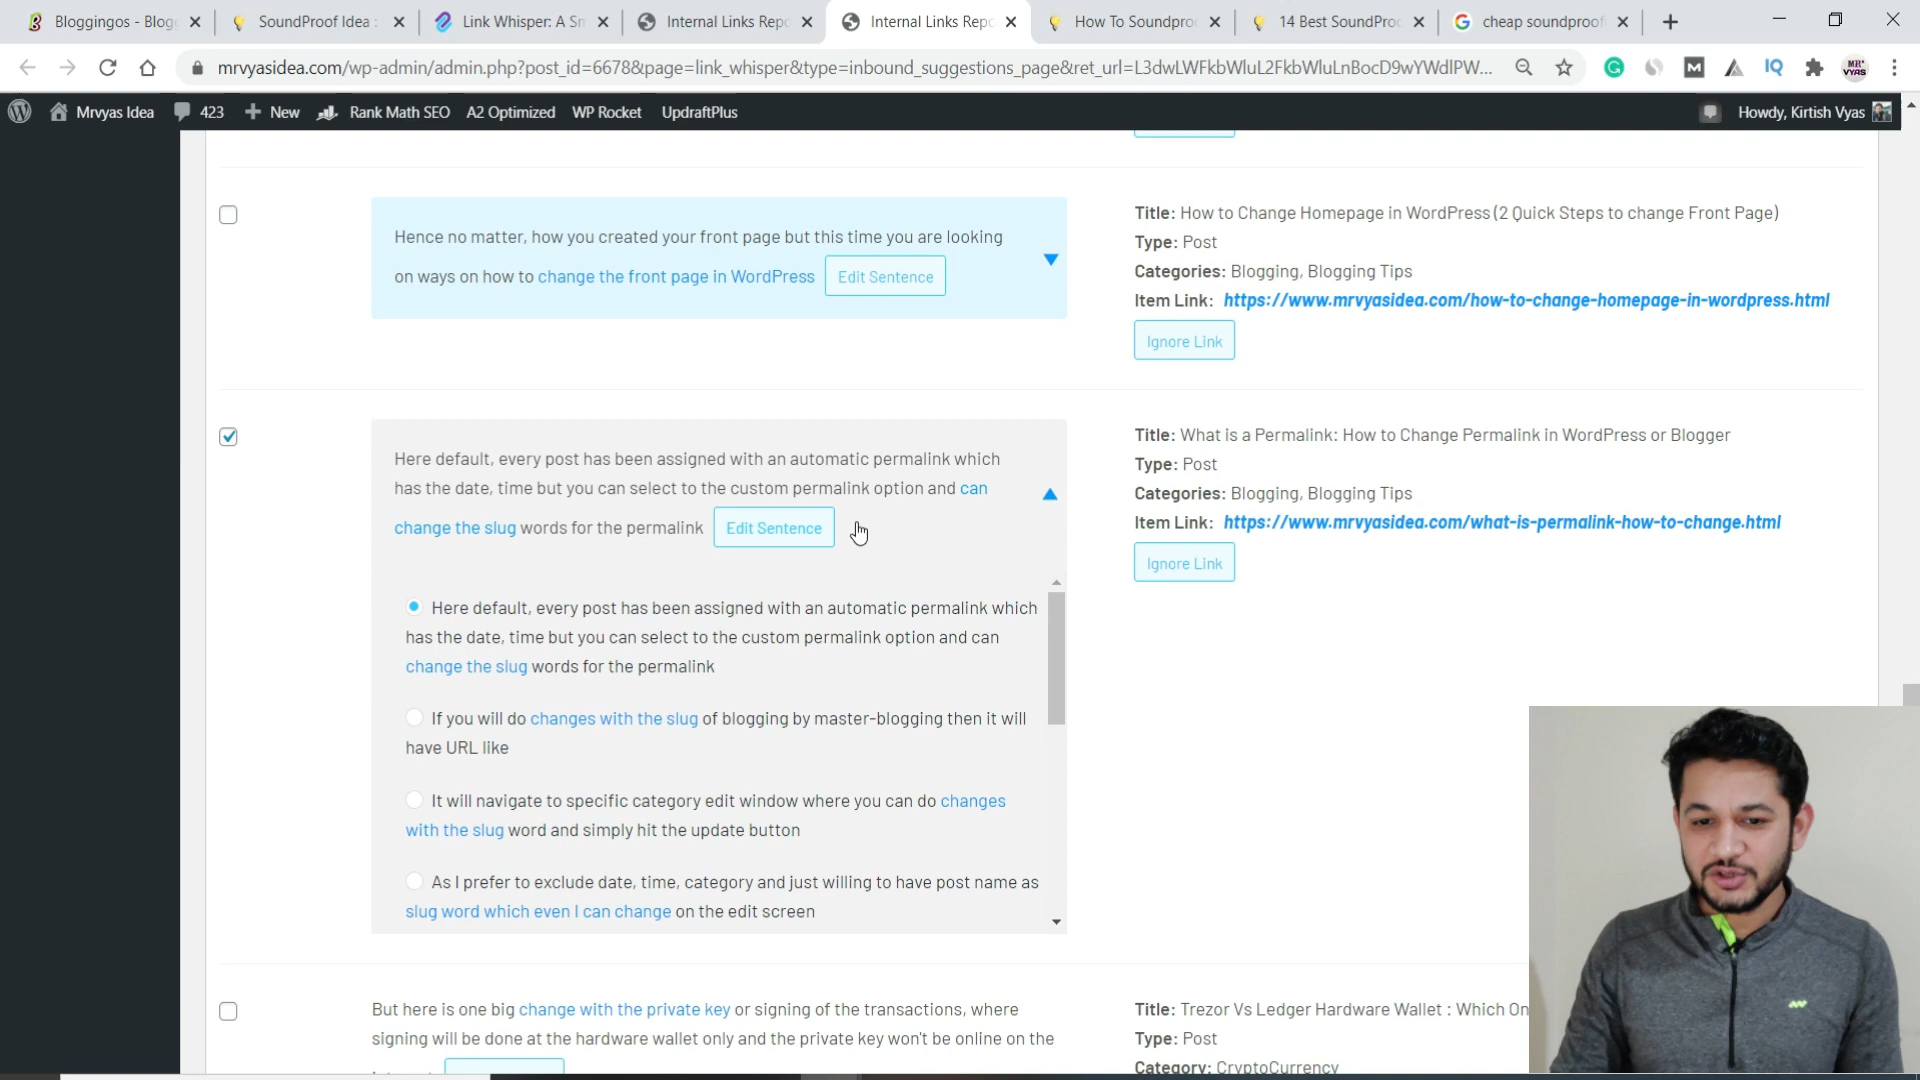 Bloggingos - Blogg
SoundProof Idea :
Link Whisper: A Sm
Internal Links Repo
Internal Links Repo
How To Soundproo
14 Best SoundProo
cheap soundproof
mrvyasidea.com/wp-admin/admin.php?post_id=6678&page=link_whisper&type=inbound_suggestions_page&ret_url=L3dwLWFkbWluL2FkbWluLnBocD9wYWdlPW...
Mrvyas Idea
423
New
Rank Math SEO
A2 Optimized
WP Rocket
UpdraftPlus
Howdy, Kirtish Vyas
Hence no matter, how you created your front page but this time you are looking
on ways on how to change the front page in WordPress
Edit Sentence
Title: How to Change Homepage in WordPress (2 Quick Steps to change Front Page)
Type: Post
Categories: Blogging, Blogging Tips
Item Link: https://www.mrvyasidea.com/how-to-change-homepage-in-wordpress.html
Ignore Link
Here default, every post has been assigned with an automatic permalink which
has the date, time but you can select to the custom permalink option and can
change the slug words for the permalink
Edit Sentence
Title: What is a Permalink: How to Change Permalink in WordPress or Blogger
Type: Post
Categories: Blogging, Blogging Tips
Item Link: https://www.mrvyasidea.com/what-is-permalink-how-to-change.html
Ignore Link
Here default, every post has been assigned with an automatic permalink which
has the date, time but you can select to the custom permalink option and can
change the slug words for the permalink
If you will do changes with the slug of blogging by master-blogging then it will
have URL like
It will navigate to specific category edit window where you can do changes
with the slug word and simply hit the update button
As I prefer to exclude date, time, category and just willing to have post name as
slug word which even I can change on the edit screen
But here is one big change with the private key or signing of the transactions, where
signing will be done at the hardware wallet only and the private key won't be online on the
Title: Trezor Vs Ledger Hardware Wallet : Which On
Type: Post
Category: CryptoCurrency